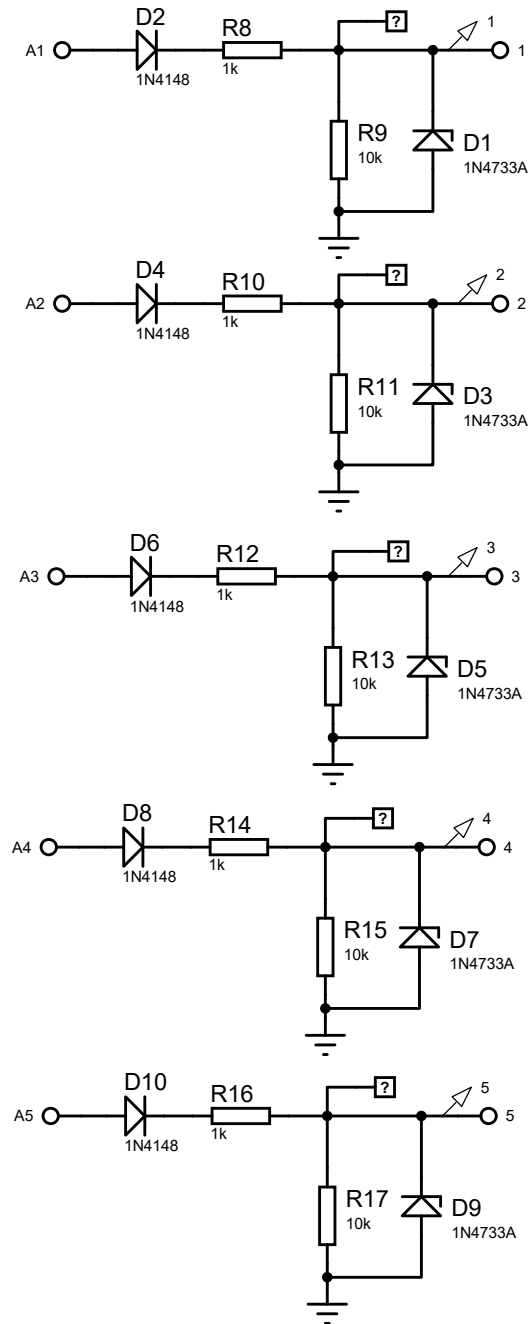 D2
R8
?
1
A1
1
1N4148
1k
R9
10k
D1
1N4733A
D4
R10
?
2
A2
2
1N4148
1k
R11
10k
D3
1N4733A
D6
R12
?
3
A3
3
1N4148
1k
R13
10k
D5
1N4733A
D8
R14
?
4
A4
4
1N4148
1k
R15
10k
D7
1N4733A
D10
R16
?
5
A5
5
1N4148
1k
R17
10k
D9
1N4733A